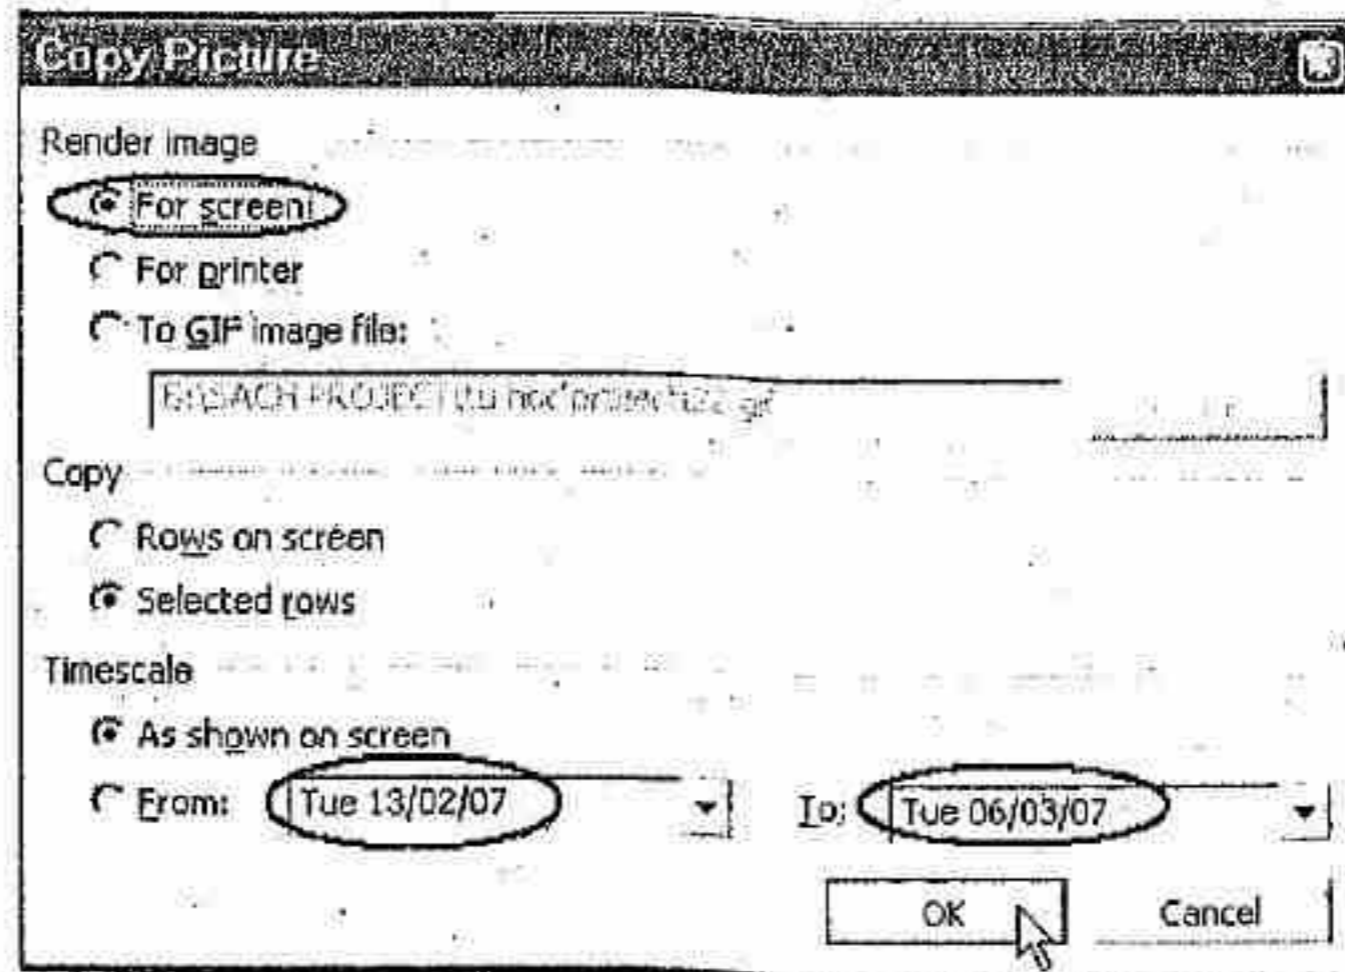 Copy Picture
Render image
For screen
For printer
To GIF image file:
Copy
Rows on screen
Selected rows
Timescale
As shown on screen
From: Tue 13/02/07 To: Tue 06/03/07
OK Cancel